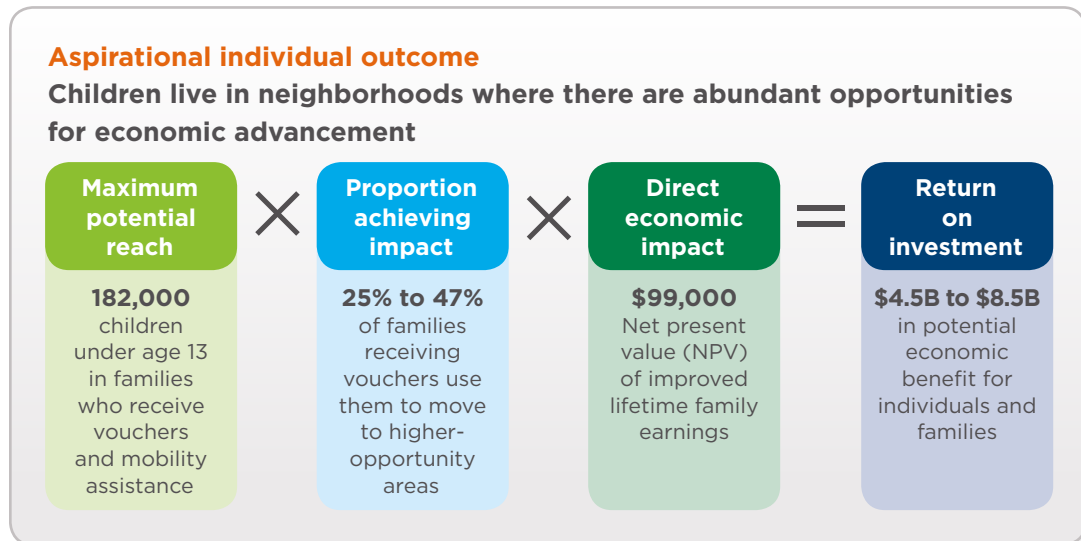 Aspirational individual outcome
Children live in neighborhoods where there are abundant opportunities
for economic advancement
Maximum
potential
reach
182,000
children
under age 13
in families
who receive
vouchers
and mobility
assistance
×
Proportion
achieving
impact
25% to 47%
of families
receiving
vouchers use
them to move
to higher-
opportunity
areas
×
Direct
economic
impact
$99,000
Net present
value (NPV)
of improved
lifetime family
earnings
=
Return
on
investment
$4.5B to $8.5B
in potential
economic
benefit for
individuals and
families